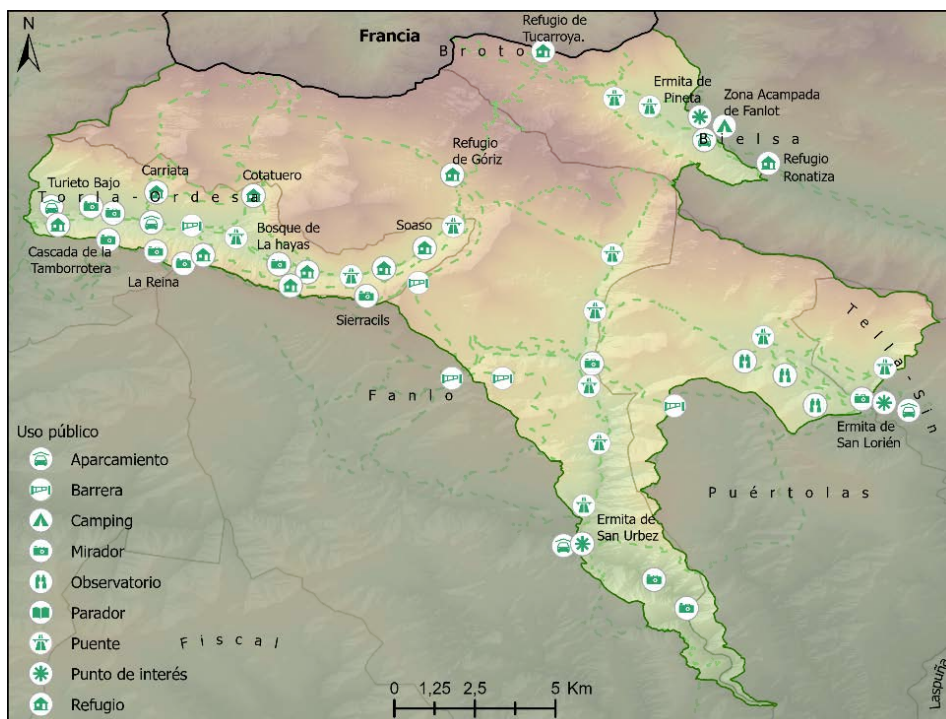 N
Francia
Refugio de
Tucarroya.
Broto
Ermita de
Pineta
Zona Acampada
de Fanlot
Bielsa
Refugio
Ronatiza
Refugio
de Góriz
Carriata
Cotatuero
Turieto Bajo
Torla-Ordesa
Bosque de
La hayas
Soaso
Cascada de la
Tamborrotera
La Reina
Sierracils
Tella-Sin
Fanlo
Ermita de
San Lorién
Puértolas
Ermita de
San Urbez
Fiscal
Laspuña
Uso público
Aparcamiento
Barrera
Camping
Mirador
Observatorio
Parador
Puente
Punto de interés
Refugio
0 1,25 2,5 5 Km